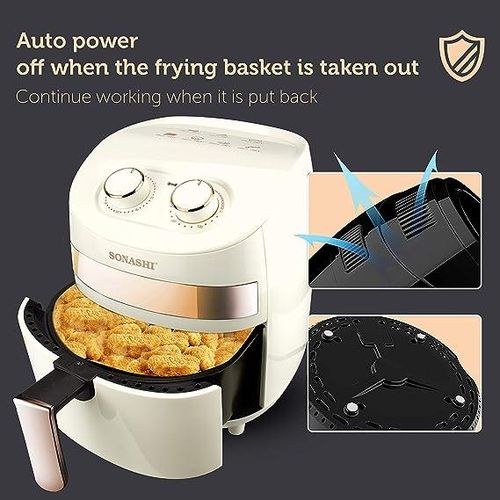 Auto power
off when the frying basket is taken out
Continue working when it is put back
SONASHI